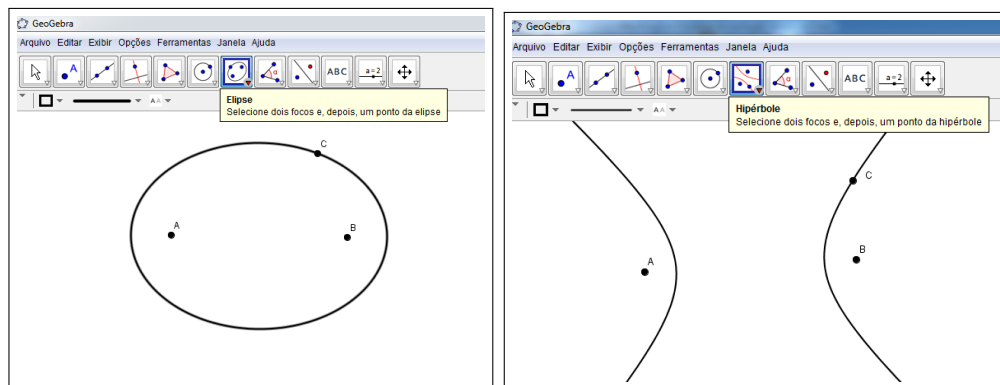 GeoGebra
Arquivo Editar Exibir Opções Ferramentas Janela Ajuda
A
α
ABC
a=2
A A
Elipse
Selecione dois focos e, depois, um ponto da elipse
C
A
B
GeoGebra
Arquivo Editar Exibir Opções Ferramentas Janela Ajuda
A
α
ABC
a=2
A A
Hipérbole
Selecione dois focos e, depois, um ponto da hipérbole
C
B
A